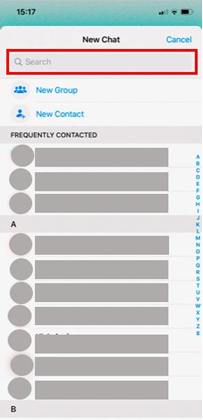 15:17
New Chat
Cancel
Search
New Group
New Contact
FREQUENTLY CONTACTED
A
B
C
D
E
F
G
H
I
J
K
L
M
N
O
P
Q
R
S
T
U
V
W
X
Y
Z
#
A
B